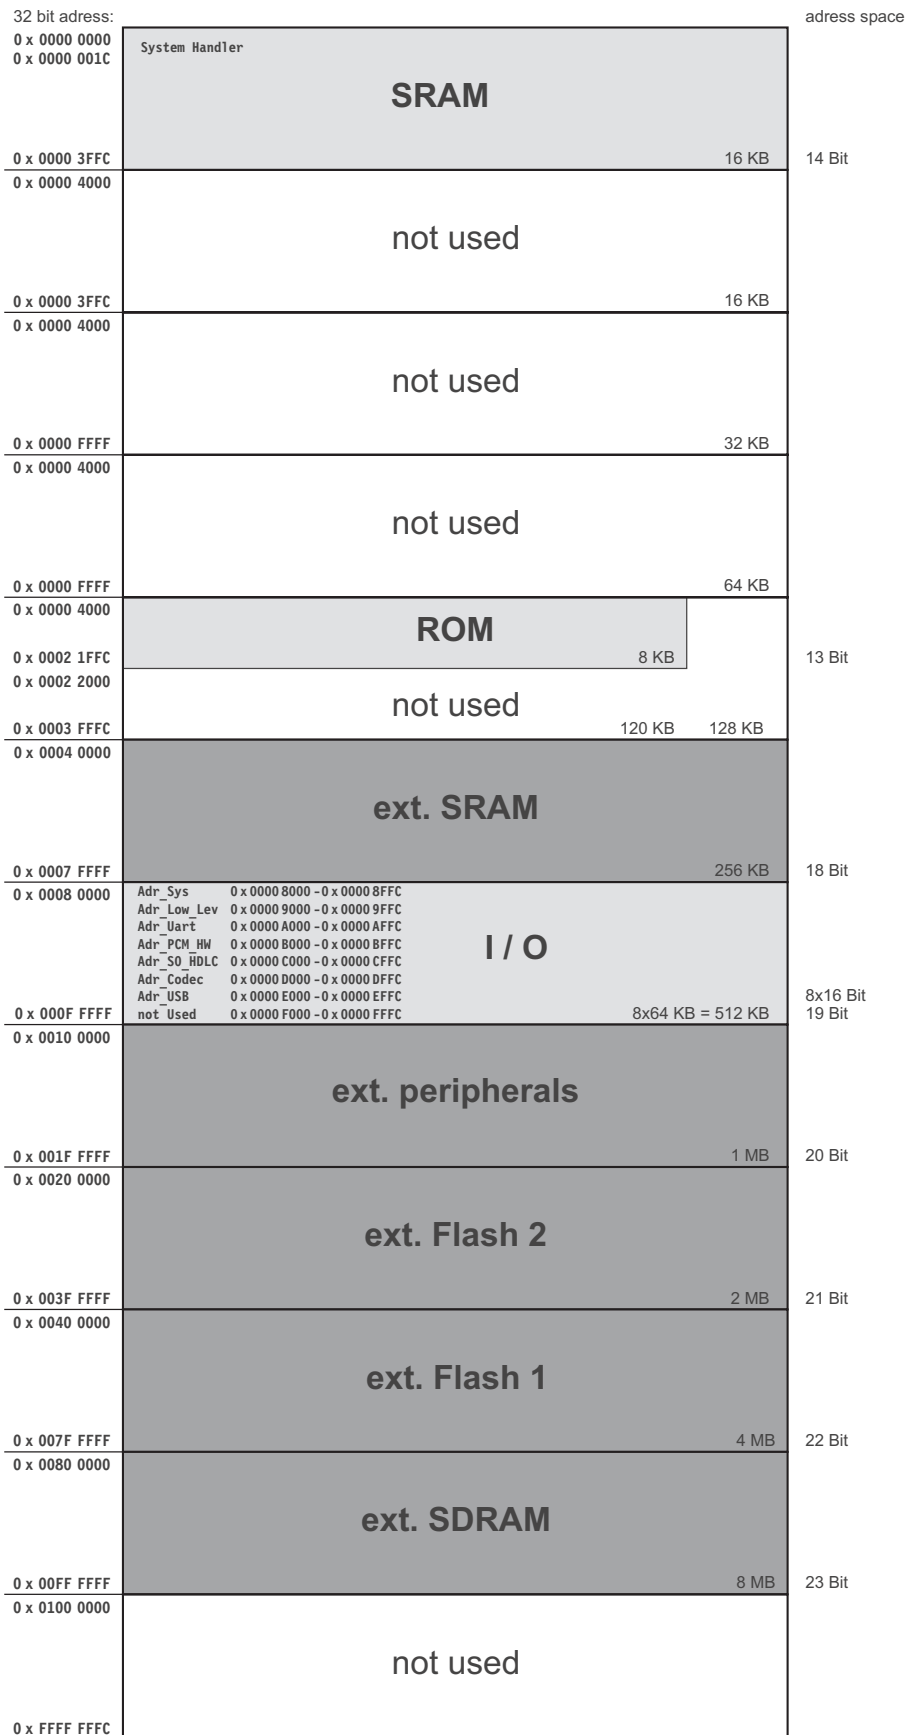 32 bit adress: adress space
0 x 0000 0000
0 x 0000 001C System Handler
SRAM
0 x 0000 3FFC 16 KB 14 Bit
0 x 0000 4000
not used
0 x 0000 3FFC 16 KB
0 x 0000 4000
not used
0 x 0000 FFFF 32 KB
0 x 0000 4000
not used
0 x 0000 FFFF 64 KB
0 x 0000 4000
ROM
0 x 0002 1FFC 8 KB 13 Bit
0 x 0002 2000
not used
0 x 0003 FFFC 120 KB 128 KB
0 x 0004 0000
ext. SRAM
0 x 0007 FFFF 256 KB 18 Bit
0 x 0008 0000 Adr_Sys 0 x 0000 8000 - 0 x 0000 8FFC
Adr_Low_Lev 0 x 0000 9000 - 0 x 0000 9FFC
Adr_Uart 0 x 0000 A000 - 0 x 0000 AFFC
Adr_PCM_HW 0 x 0000 B000 - 0 x 0000 BFFC
I / O
Adr_S0_HDLC 0 x 0000 C000 - 0 x 0000 CFFC
Adr_Codec 0 x 0000 D000 - 0 x 0000 DFFC
Adr_USB 0 x 0000 E000 - 0 x 0000 EFFC 8x16 Bit
0 x 000F FFFF not Used 0 x 0000 F000 - 0 x 0000 FFFC 8x64 KB = 512 KB 19 Bit
0 x 0010 0000
ext. peripherals
0 x 001F FFFF 1 MB 20 Bit
0 x 0020 0000
ext. Flash 2
0 x 003F FFFF 2 MB 21 Bit
0 x 0040 0000
ext. Flash 1
0 x 007F FFFF 4 MB 22 Bit
0 x 0080 0000
ext. SDRAM
0 x 00FF FFFF 8 MB 23 Bit
0 x 0100 0000
not used
0 x FFFF FFFC